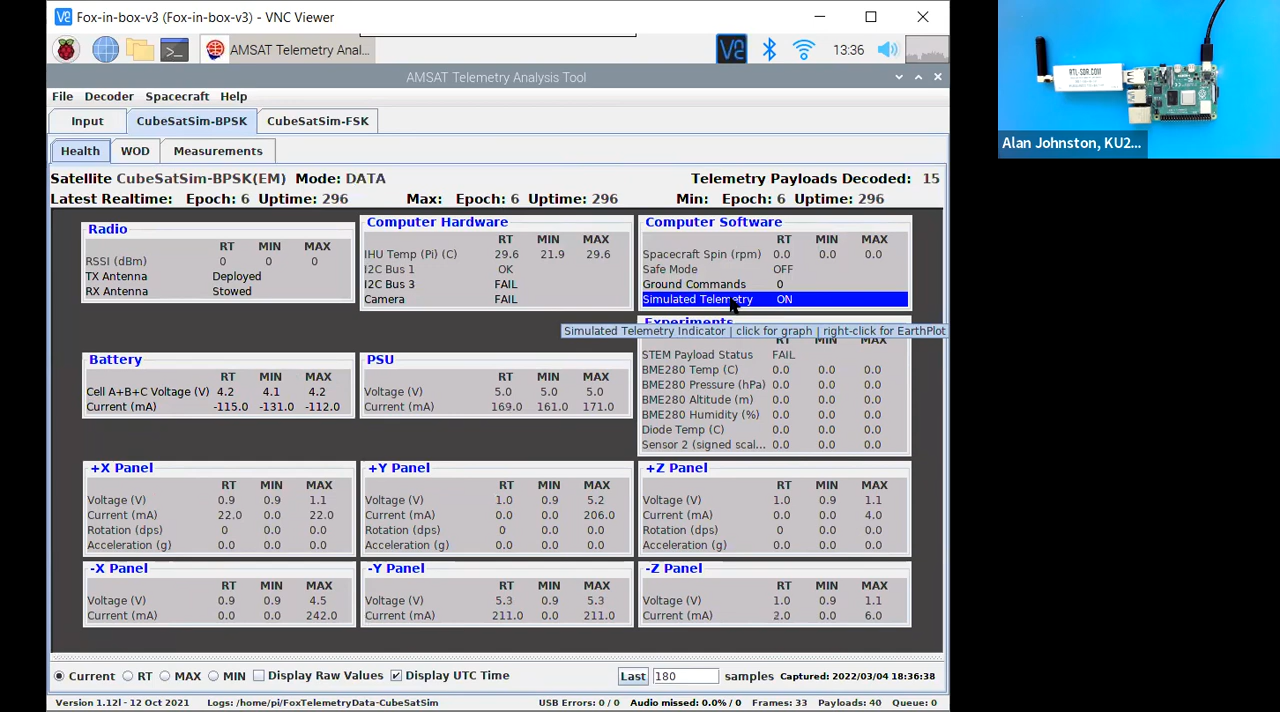 Fox-in-box-v3 (Fox-in-box-v3) - VNC Viewer
AMSAT Telemetry Anal...
13:36
AMSAT Telemetry Analysis Tool
File Decoder Spacecraft Help
Input CubeSatSim-BPSK CubeSatSim-FSK
Health WOD Measurements
Satellite CubeSatSim-BPSK(EM) Mode: DATA Telemetry Payloads Decoded: 15
Latest Realtime: Epoch: 6 Uptime: 296 Max: Epoch: 6 Uptime: 296 Min: Epoch: 6 Uptime: 296
Radio
RT MIN MAX
RSSI (dBm) 0 0 0
TX Antenna Deployed
RX Antenna Stowed
Computer Hardware
RT MIN MAX
IHU Temp (Pi) (C) 29.6 21.9 29.6
I2C Bus 1 OK
I2C Bus 3 FAIL
Camera FAIL
Computer Software
RT MIN MAX
Spacecraft Spin (rpm) 0.0 0.0 0.0
Safe Mode OFF
Ground Commands 0
Simulated Telemetry ON
Simulated Telemetry Indicator | click for graph | right-click for EarthPlot
Battery
RT MIN MAX
Cell A+B+C Voltage (V) 4.2 4.1 4.2
Current (mA) -115.0 -131.0 -112.0
PSU
RT MIN MAX
Voltage (V) 5.0 5.0 5.0
Current (mA) 169.0 161.0 171.0
Experiments
RT MIN MAX
STEM Payload Status FAIL
BME280 Temp (C) 0.0 0.0 0.0
BME280 Pressure (hPa) 0.0 0.0 0.0
BME280 Altitude (m) 0.0 0.0 0.0
BME280 Humidity (%) 0.0 0.0 0.0
Diode Temp (C) 0.0 0.0 0.0
Sensor 2 (signed scal... 0.0 0.0 0.0
+X Panel
RT MIN MAX
Voltage (V) 0.9 0.9 1.1
Current (mA) 22.0 0.0 22.0
Rotation (dps) 0 0.0 0.0
Acceleration (g) 0.0 0.0 0.0
+Y Panel
RT MIN MAX
Voltage (V) 1.0 0.9 5.2
Current (mA) 0.0 0.0 206.0
Rotation (dps) 0 0.0 0.0
Acceleration (g) 0.0 0.0 0.0
+Z Panel
RT MIN MAX
Voltage (V) 1.0 0.9 1.1
Current (mA) 0.0 0.0 4.0
Rotation (dps) 0 0.0 0.0
Acceleration (g) 0.0 0.0 0.0
-X Panel
RT MIN MAX
Voltage (V) 0.9 0.9 4.5
Current (mA) 0.0 0.0 242.0
-Y Panel
RT MIN MAX
Voltage (V) 5.3 0.9 5.3
Current (mA) 211.0 0.0 211.0
-Z Panel
RT MIN MAX
Voltage (V) 1.0 0.9 1.1
Current (mA) 2.0 0.0 6.0
Current RT MAX MIN Display Raw Values Display UTC Time Last 180 samples Captured: 2022/03/04 18:36:38
Version 1.12l - 12 Oct 2021 Logs: /home/pi/FoxTelemetryData-CubeSatSim USB Errors: 0 / 0 Audio missed: 0.0% / 0 Frames: 33 Payloads: 40 Queue: 0
RTL-SDR.COM
Alan Johnston, KU2...